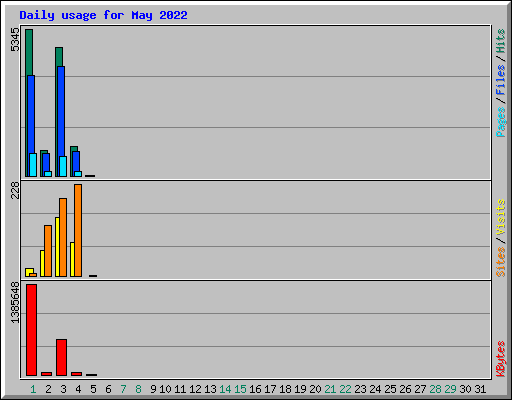 Daily usage for May 2022
5345
Pages/Files/Hits
228
Sites/Visits
1385648
KBytes
1 2 3 4 5 6 7 8 9 10 11 12 13 14 15 16 17 18 19 20 21 22 23 24 25 26 27 28 29 30 31